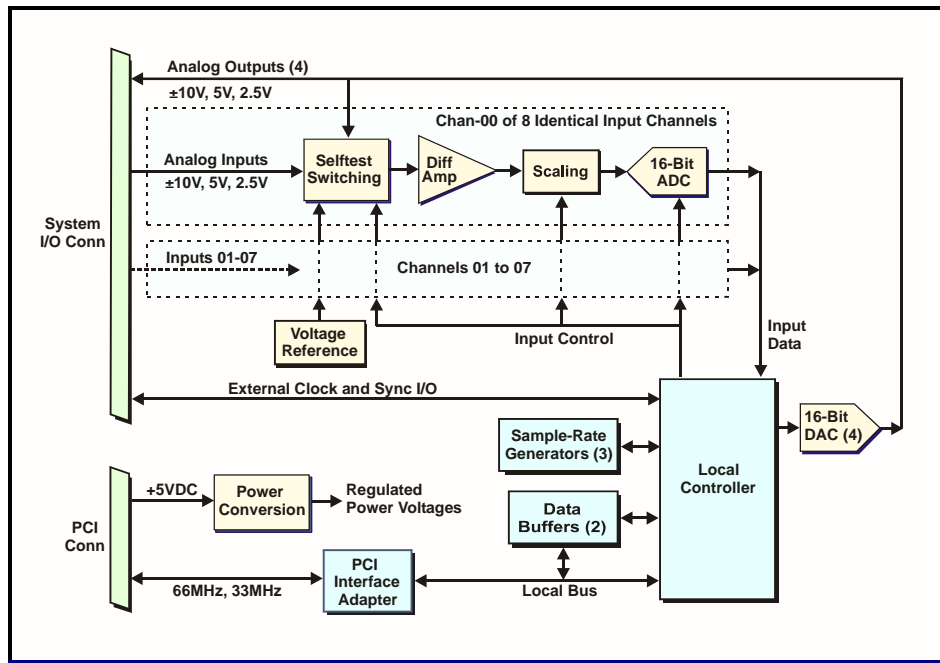 Analog Outputs (4)
±10V, 5V, 2.5V
Chan-00 of 8 Identical Input Channels
Analog Inputs
±10V, 5V, 2.5V
Selftest
Switching
Diff
Amp
Scaling
16-Bit
ADC
System
I/O Conn
Inputs 01-07
Channels 01 to 07
Voltage
Reference
Input Control
Input
Data
External Clock and Sync I/O
Sample-Rate
Generators (3)
Local
Controller
16-Bit
DAC (4)
PCI
Conn
+5VDC
Power
Conversion
Regulated
Power Voltages
Data
Buffers (2)
66MHz, 33MHz
PCI
Interface
Adapter
Local Bus